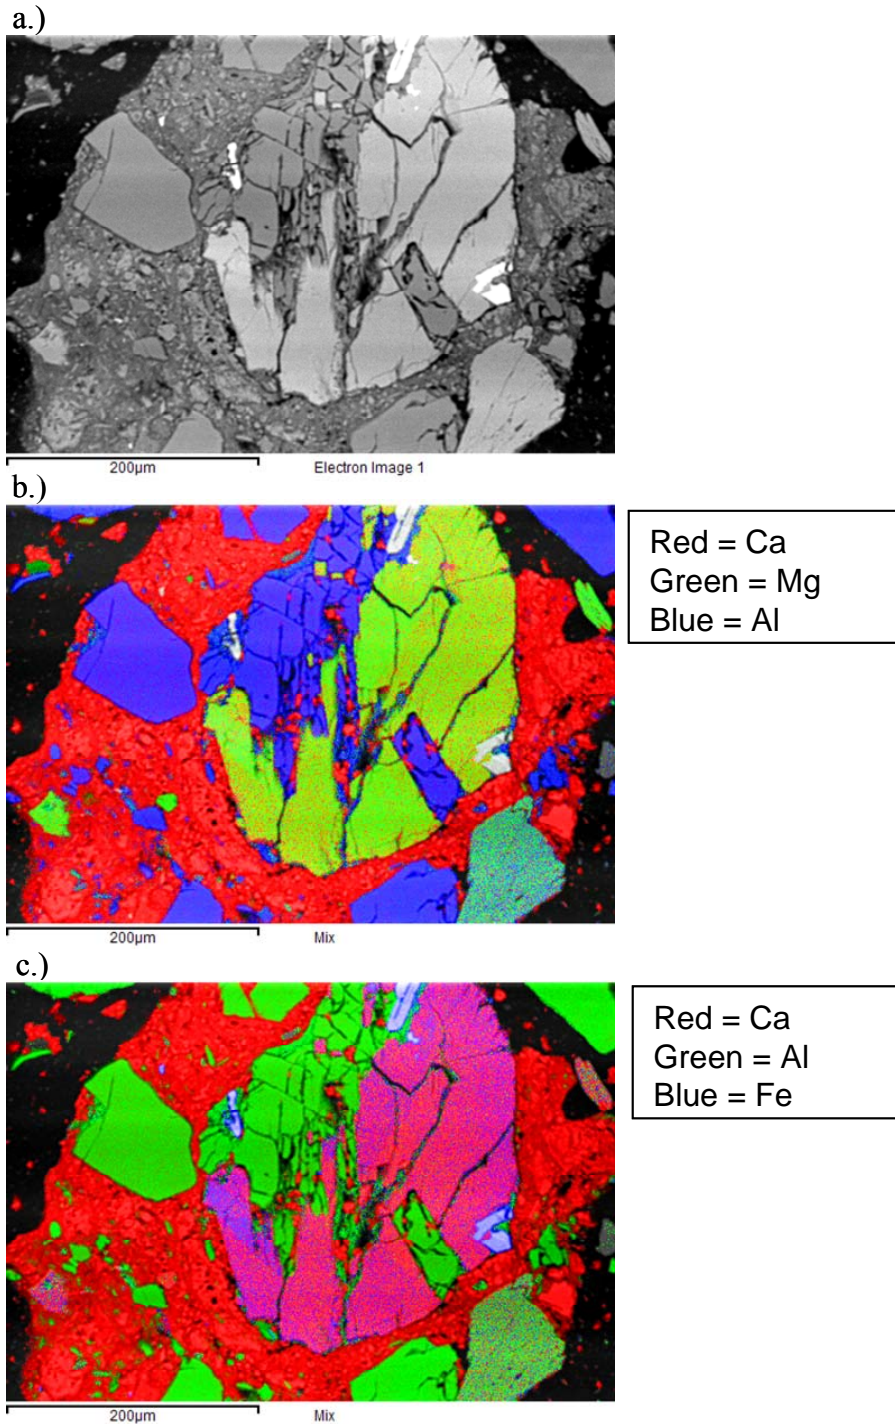 a.)
200µm
Electron Image 1
b.)
Red = Ca
Green = Mg
Blue = Al
200µm
Mix
c.)
Red = Ca
Green = Al
Blue = Fe
200µm
Mix